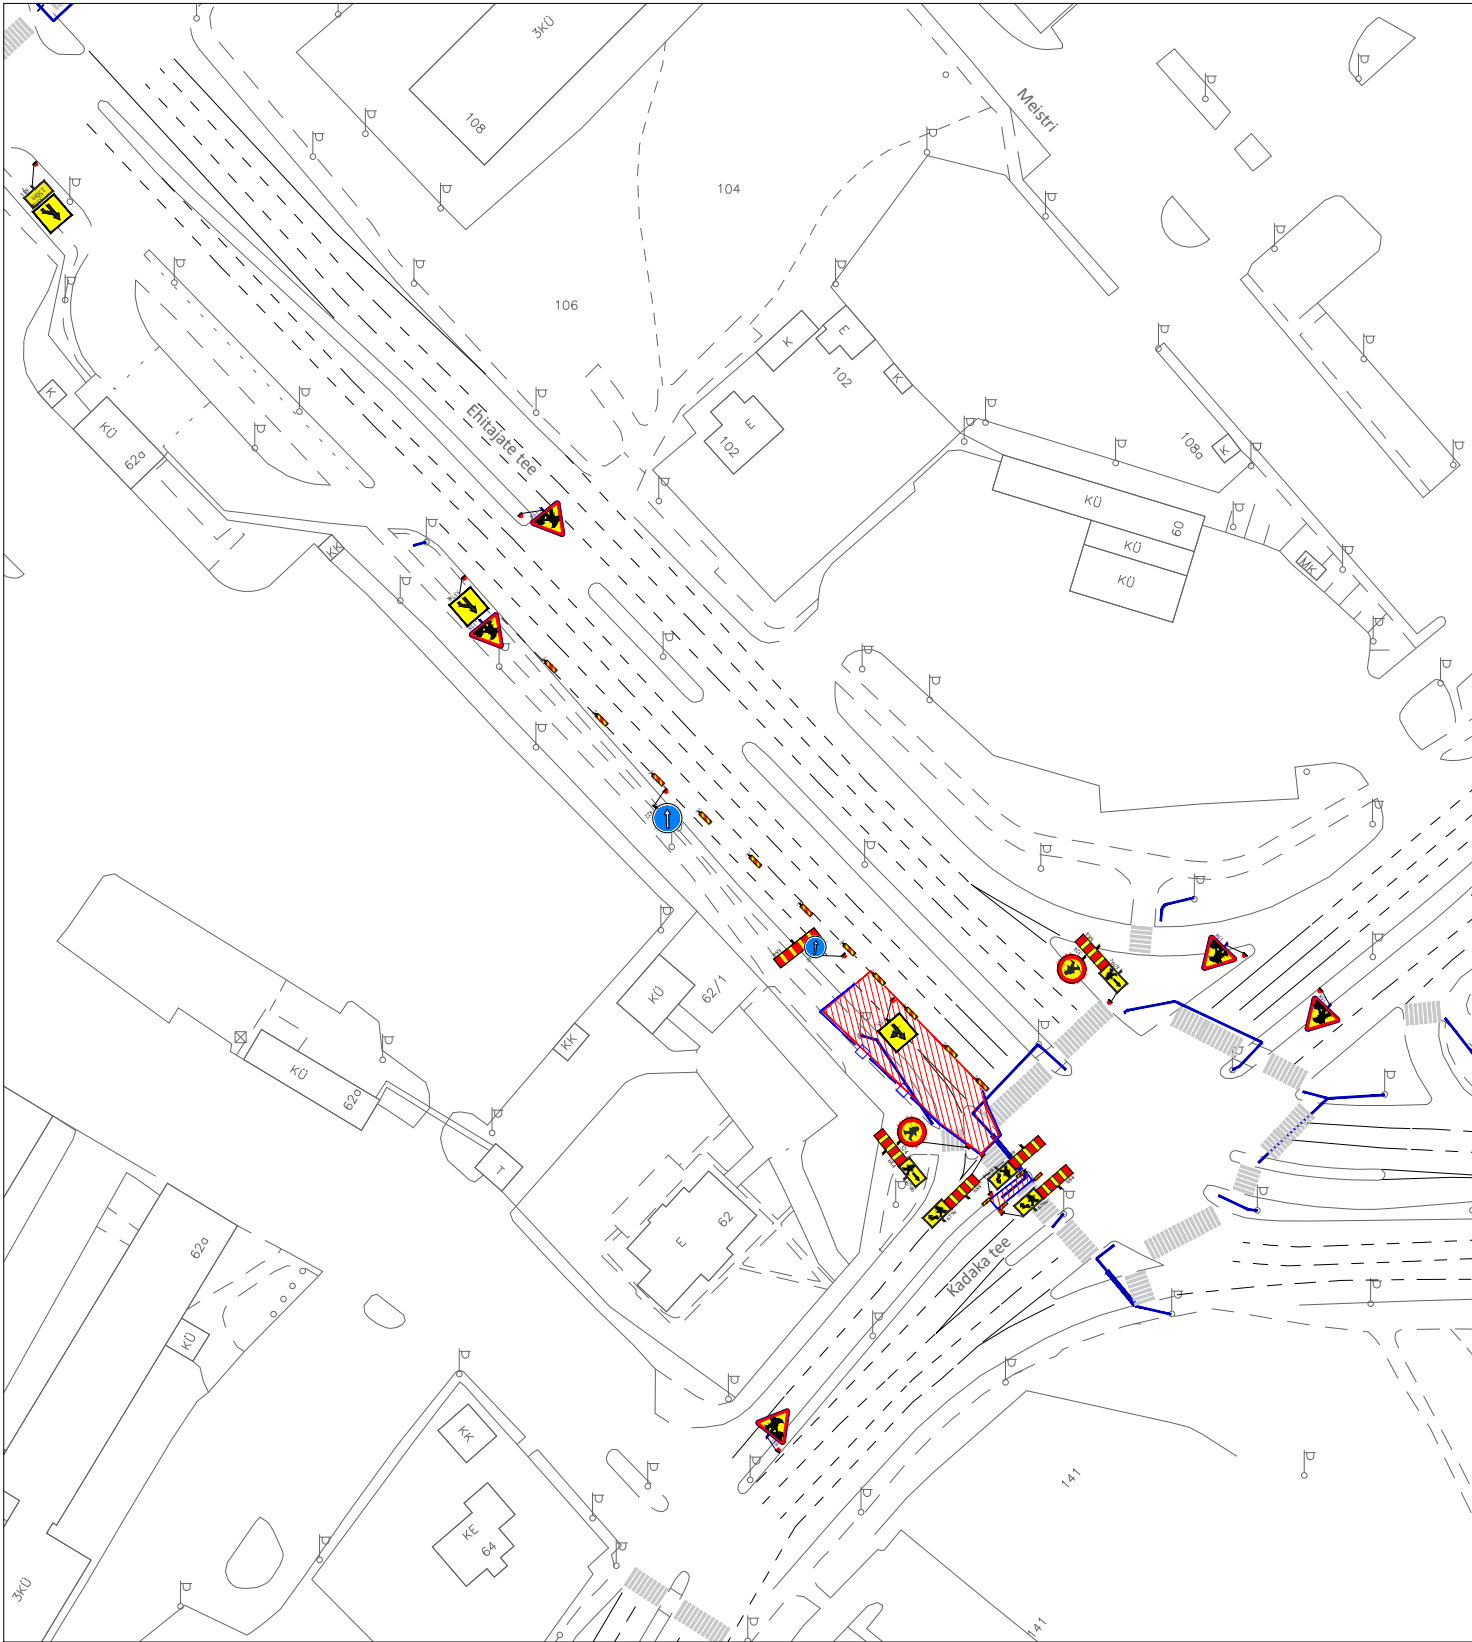 3KÜ
108
Meistri
104
106
K
E
102
K
E
102
K
KÜ
62a
Ehitajate tee
108a
K
KÜ
60
KÜ
KÜ
MK
KK
KÜ
62/1
KK
KÜ
62a
T
62
E
62a
KÜ
Kadaka tee
KK
KE
64
3KÜ
141
141